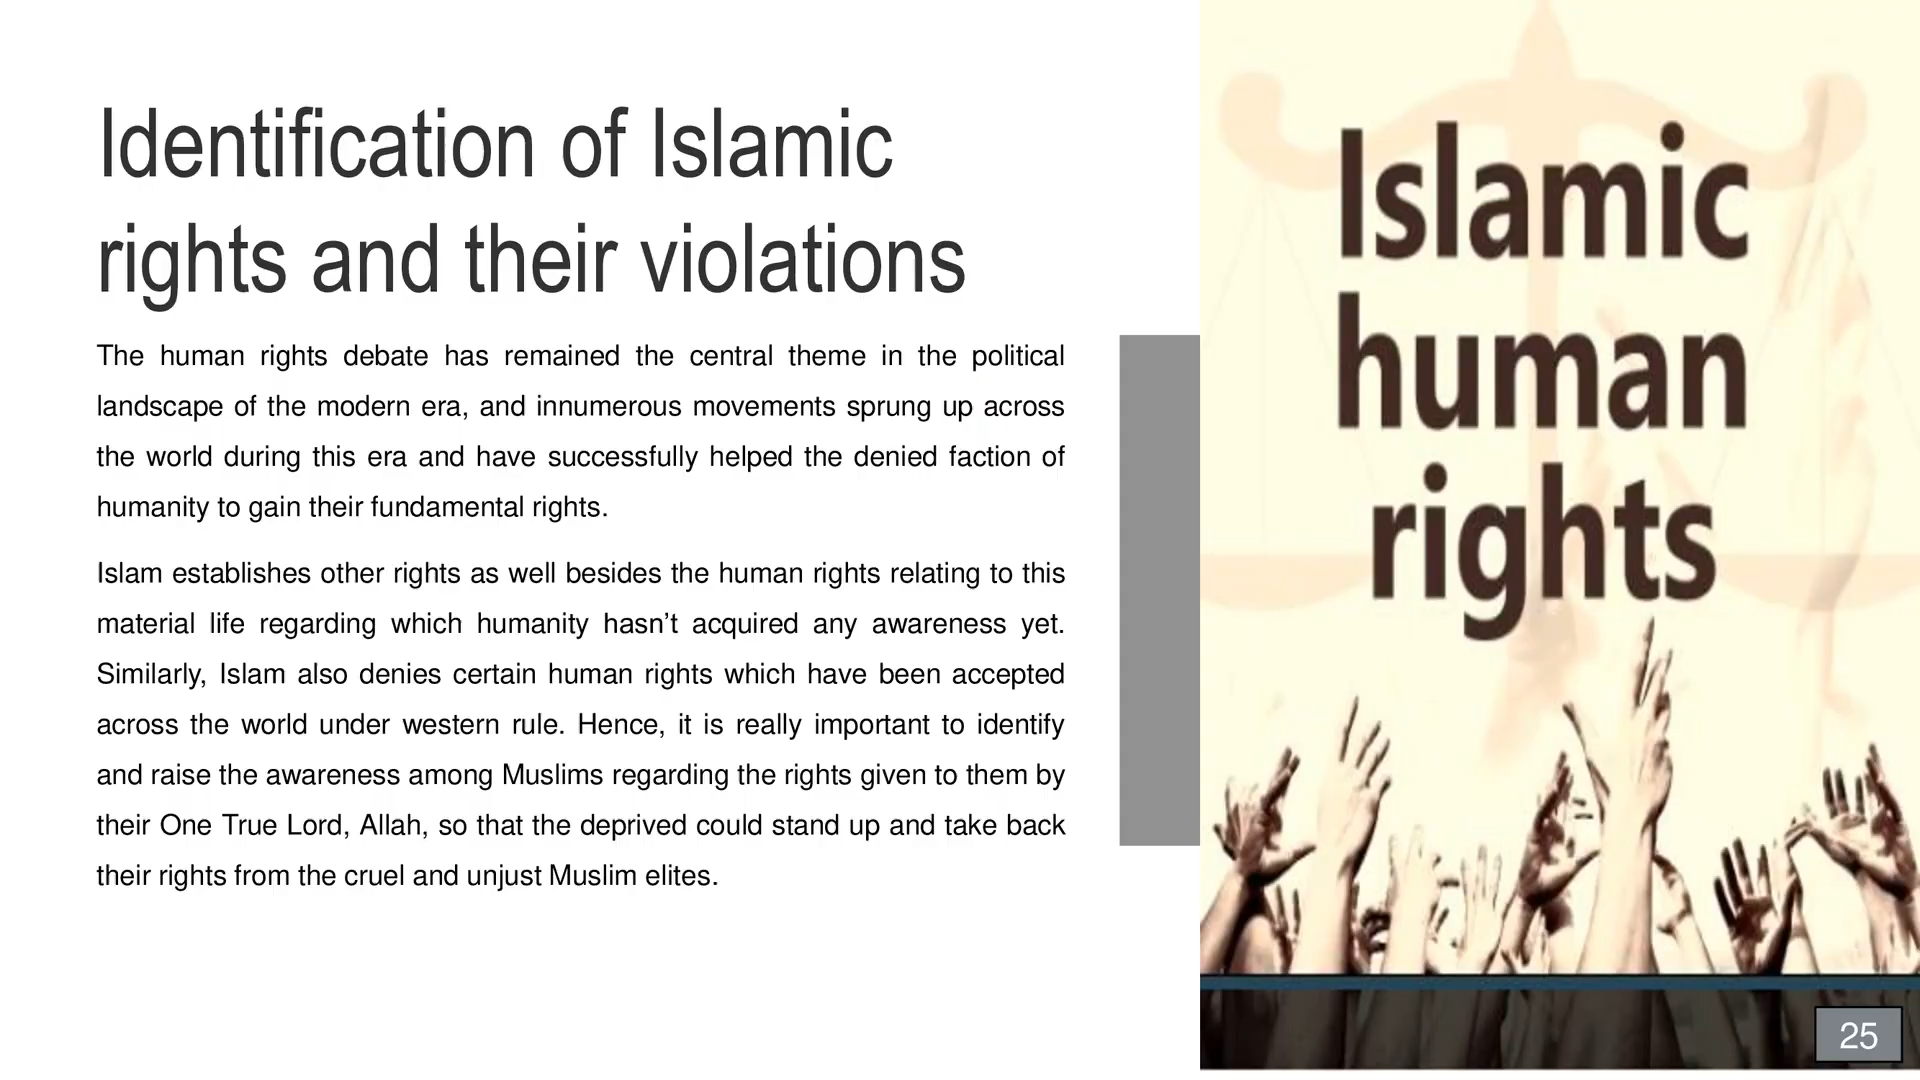 Identification of Islamic
rights and their violations
The human rights debate has remained the central theme in the political
landscape of the modern era, and innumerous movements sprung up across
the world during this era and have successfully helped the denied faction of
humanity to gain their fundamental rights.
Islam establishes other rights as well besides the human rights relating to this
material life regarding which humanity hasn’t acquired any awareness yet.
Similarly, Islam also denies certain human rights which have been accepted
across the world under western rule. Hence, it is really important to identify
and raise the awareness among Muslims regarding the rights given to them by
their One True Lord, Allah, so that the deprived could stand up and take back
their rights from the cruel and unjust Muslim elites.
Islamic
human
rights
25